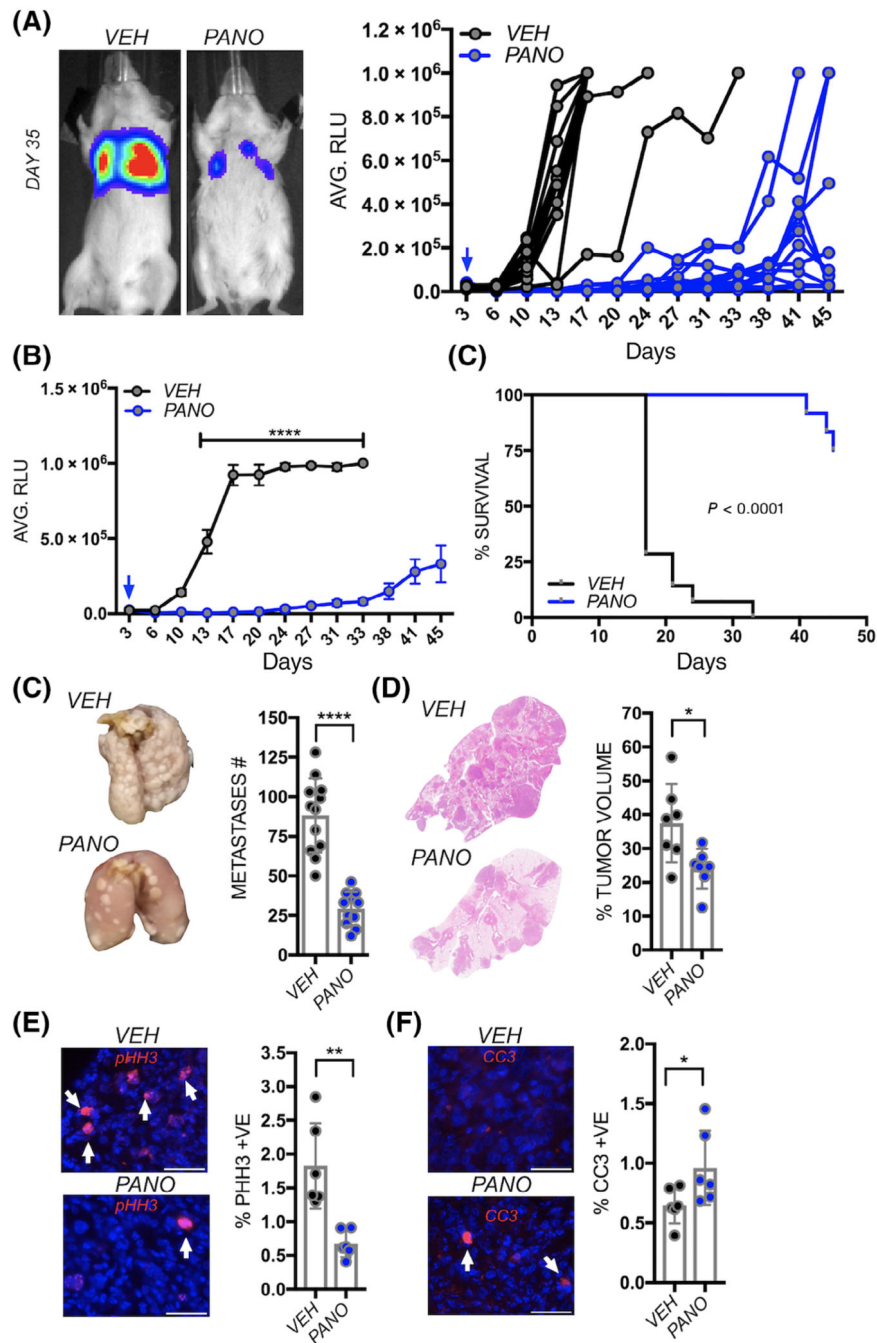 (A)
VEH PANO
DAY 35
AVG. RLU
1.2 × 10⁶
1.0 × 10⁶
8.0 × 10⁵
6.0 × 10⁵
4.0 × 10⁵
2.0 × 10⁵
0.0
VEH
PANO
3 6 10 13 17 20 24 27 31 33 38 41 45
Days
(B)
AVG. RLU
1.5 × 10⁶
1.0 × 10⁶
5.0 × 10⁵
0.0
VEH
PANO
****
3 6 10 13 17 20 24 27 31 33 38 41 45
Days
(C)
% SURVIVAL
100
75
50
25
0
P < 0.0001
VEH
PANO
0 10 20 30 40 50
Days
(C)
VEH
PANO
METASTASES #
150
125
100
75
50
25
0
****
VEH PANO
(D)
VEH
PANO
% TUMOR VOLUME
70
60
50
40
30
20
10
0
*
VEH PANO
(E)
VEH
pHH3
PANO
pHH3
% PHH3 +VE
3.5
3.0
2.5
2.0
1.5
1.0
0.5
0.0
**
VEH PANO
(F)
VEH
CC3
PANO
CC3
% CC3 +VE
2.0
1.5
1.0
0.5
0.0
*
VEH PANO